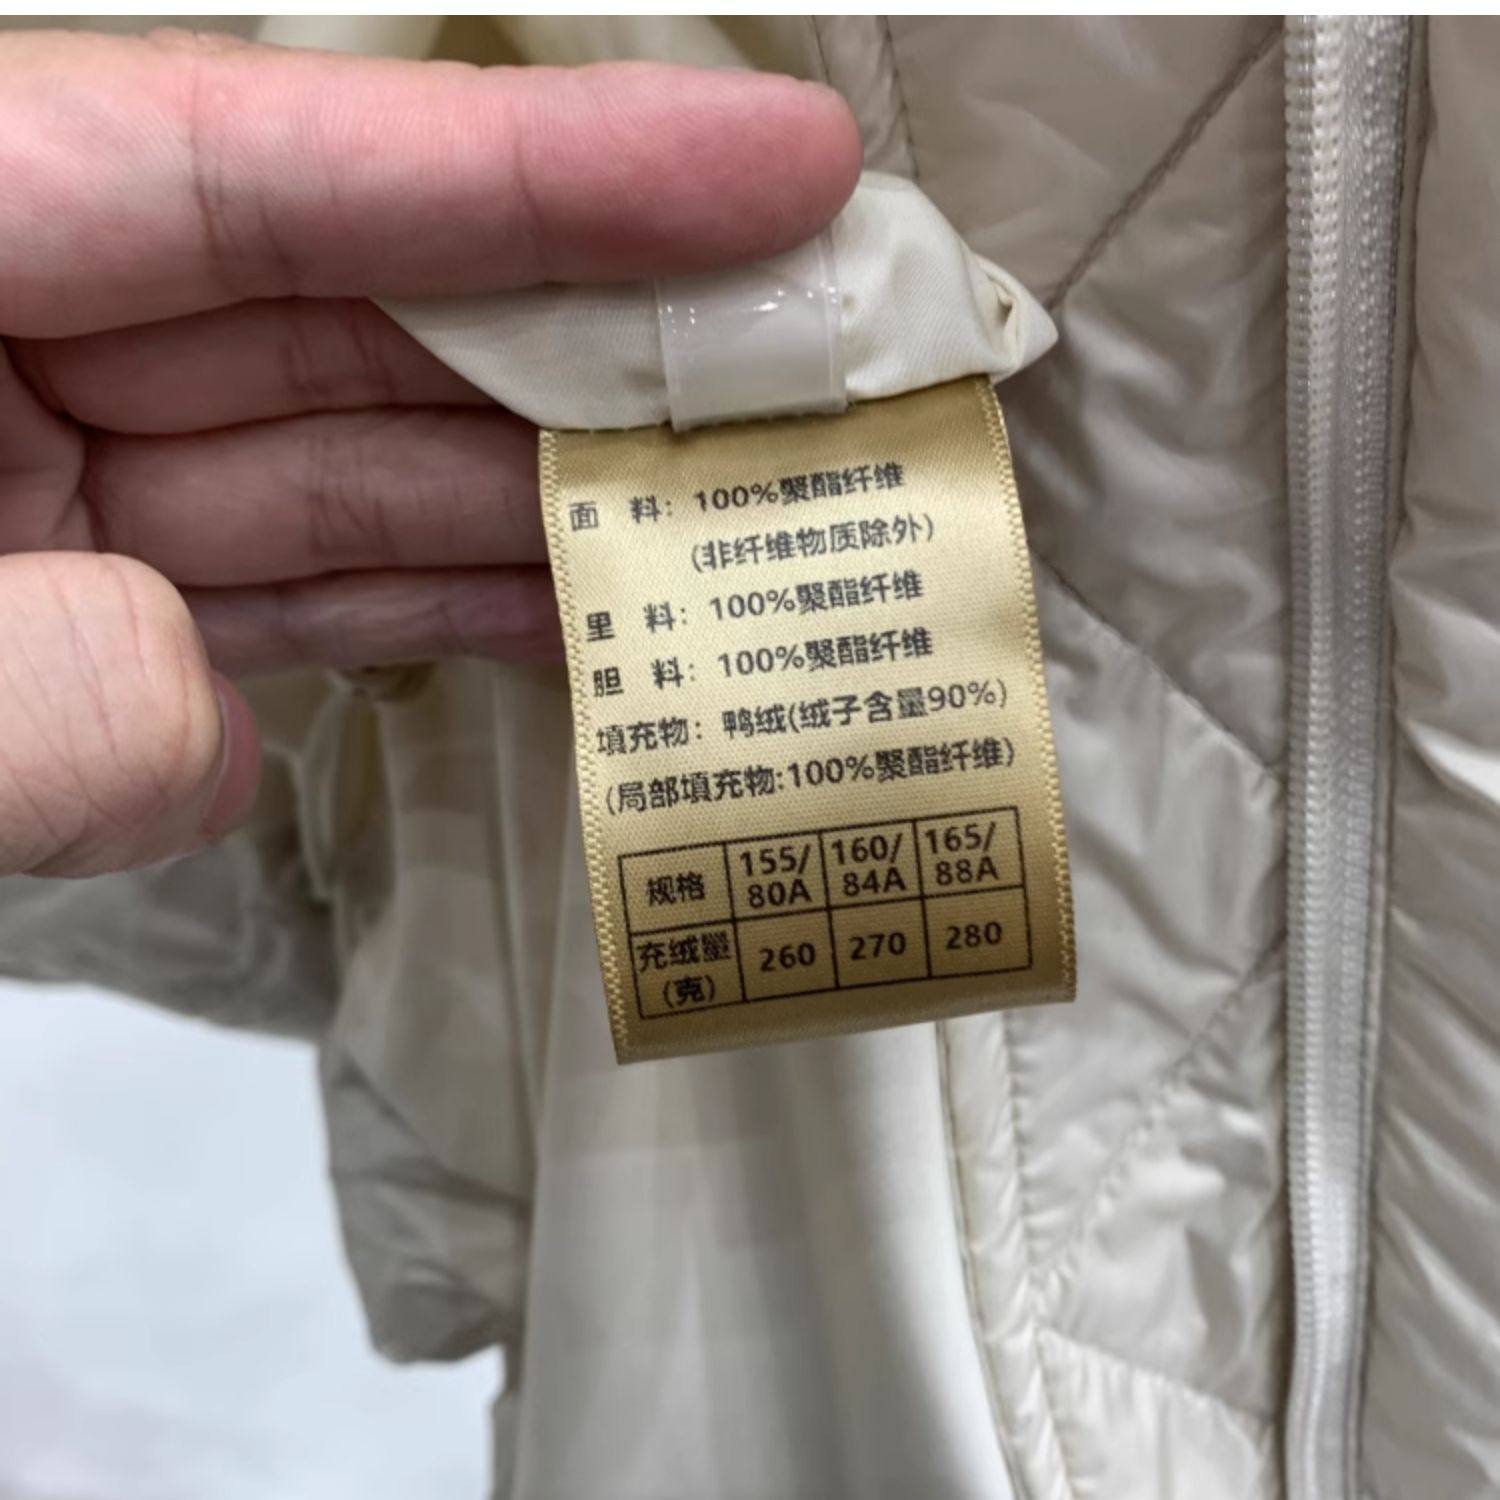 面 料：100%聚酯纤维
(非纤维物质除外)
里 料：100%聚酯纤维
胆 料：100%聚酯纤维
填充物：鸭绒(绒子含量90%)
(局部填充物:100%聚酯纤维)
规格 155/80A 160/84A 165/88A
充绒量(克) 260 270 280